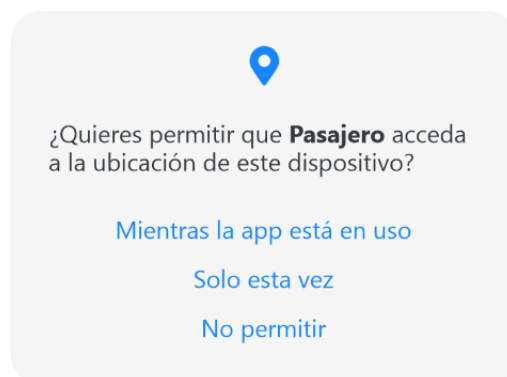 ¿Quieres permitir que Pasajero acceda
a la ubicación de este dispositivo?
Mientras la app está en uso
Solo esta vez
No permitir